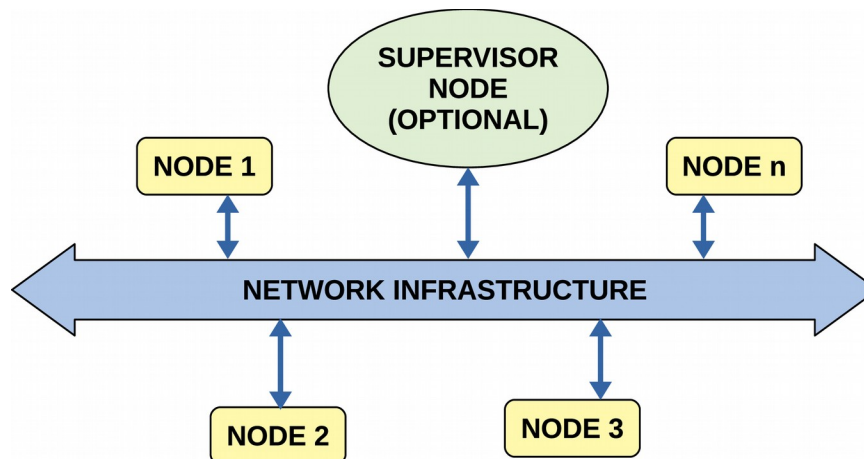 SUPERVISOR
NODE
(OPTIONAL)
NODE 1
NODE n
NETWORK INFRASTRUCTURE
NODE 2
NODE 3